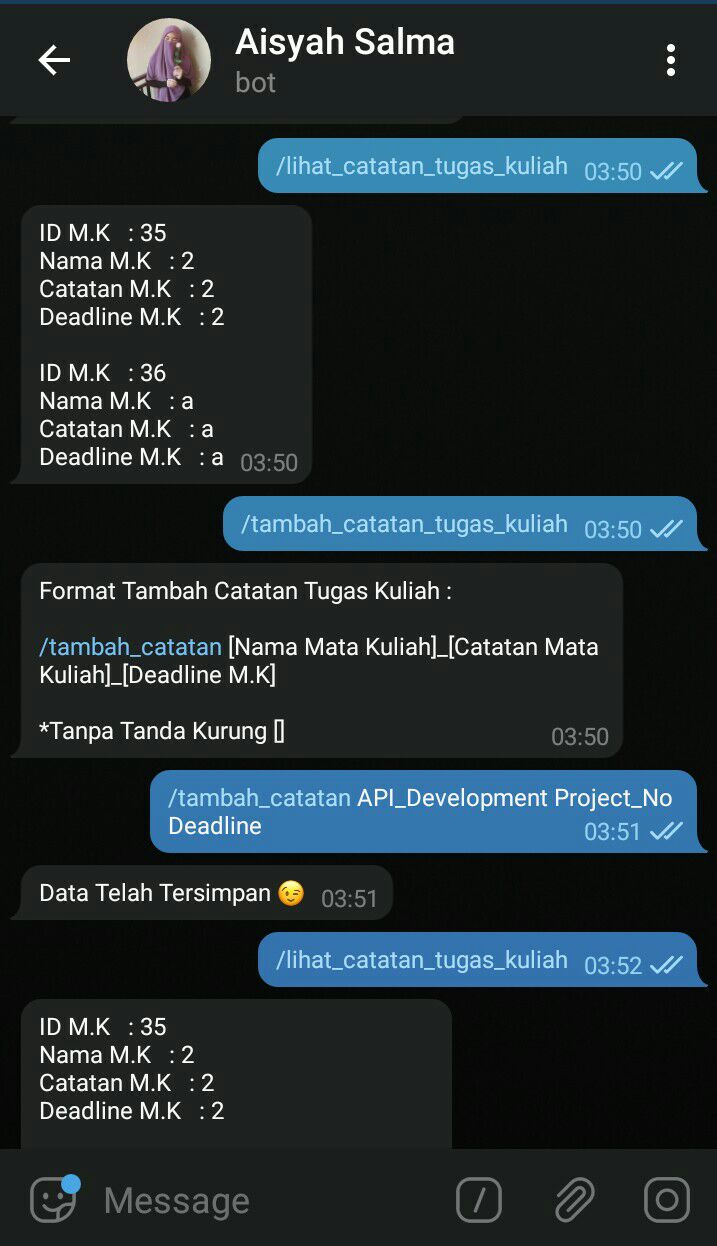 Aisyah Salma
bot
/lihat_catatan_tugas_kuliah 03:50
ID M.K : 35
Nama M.K : 2
Catatan M.K : 2
Deadline M.K : 2
ID M.K : 36
Nama M.K : a
Catatan M.K : a
Deadline M.K : a 03:50
/tambah_catatan_tugas_kuliah 03:50
Format Tambah Catatan Tugas Kuliah :
/tambah_catatan [Nama Mata Kuliah]_[Catatan Mata
Kuliah]_[Deadline M.K]
*Tanpa Tanda Kurung [] 03:50
/tambah_catatan API_Development Project_No
Deadline 03:51
Data Telah Tersimpan 😉 03:51
/lihat_catatan_tugas_kuliah 03:52
ID M.K : 35
Nama M.K : 2
Catatan M.K : 2
Deadline M.K : 2
Message